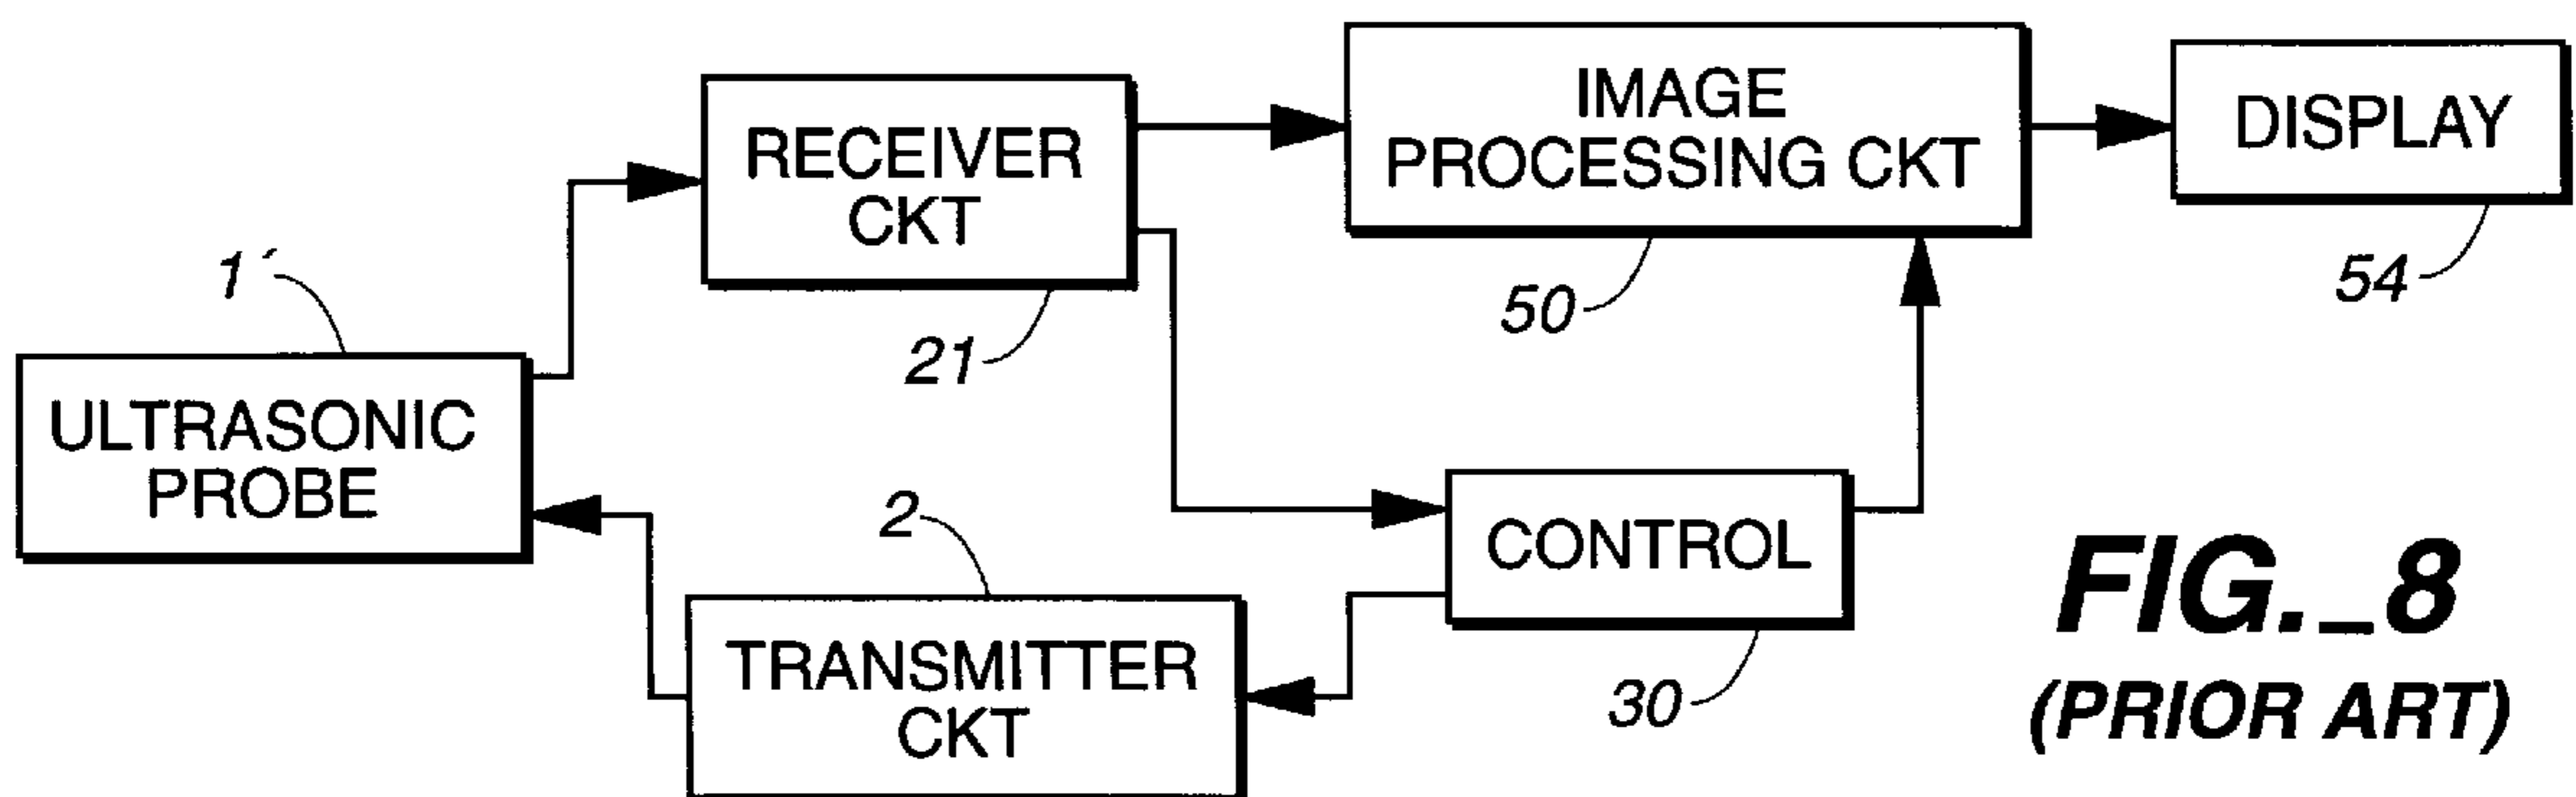 IMAGE
PROCESSING CKT
50
DISPLAY
54
RECEIVER
CKT
21
1´
ULTRASONIC
PROBE
2
TRANSMITTER
CKT
CONTROL
30
FIG._8
(PRIOR ART)